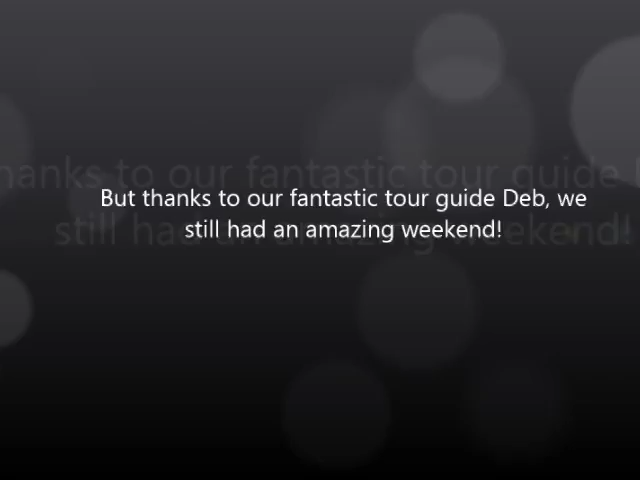 But thanks to our fantastic tour guide Deb, we
still had an amazing weekend!